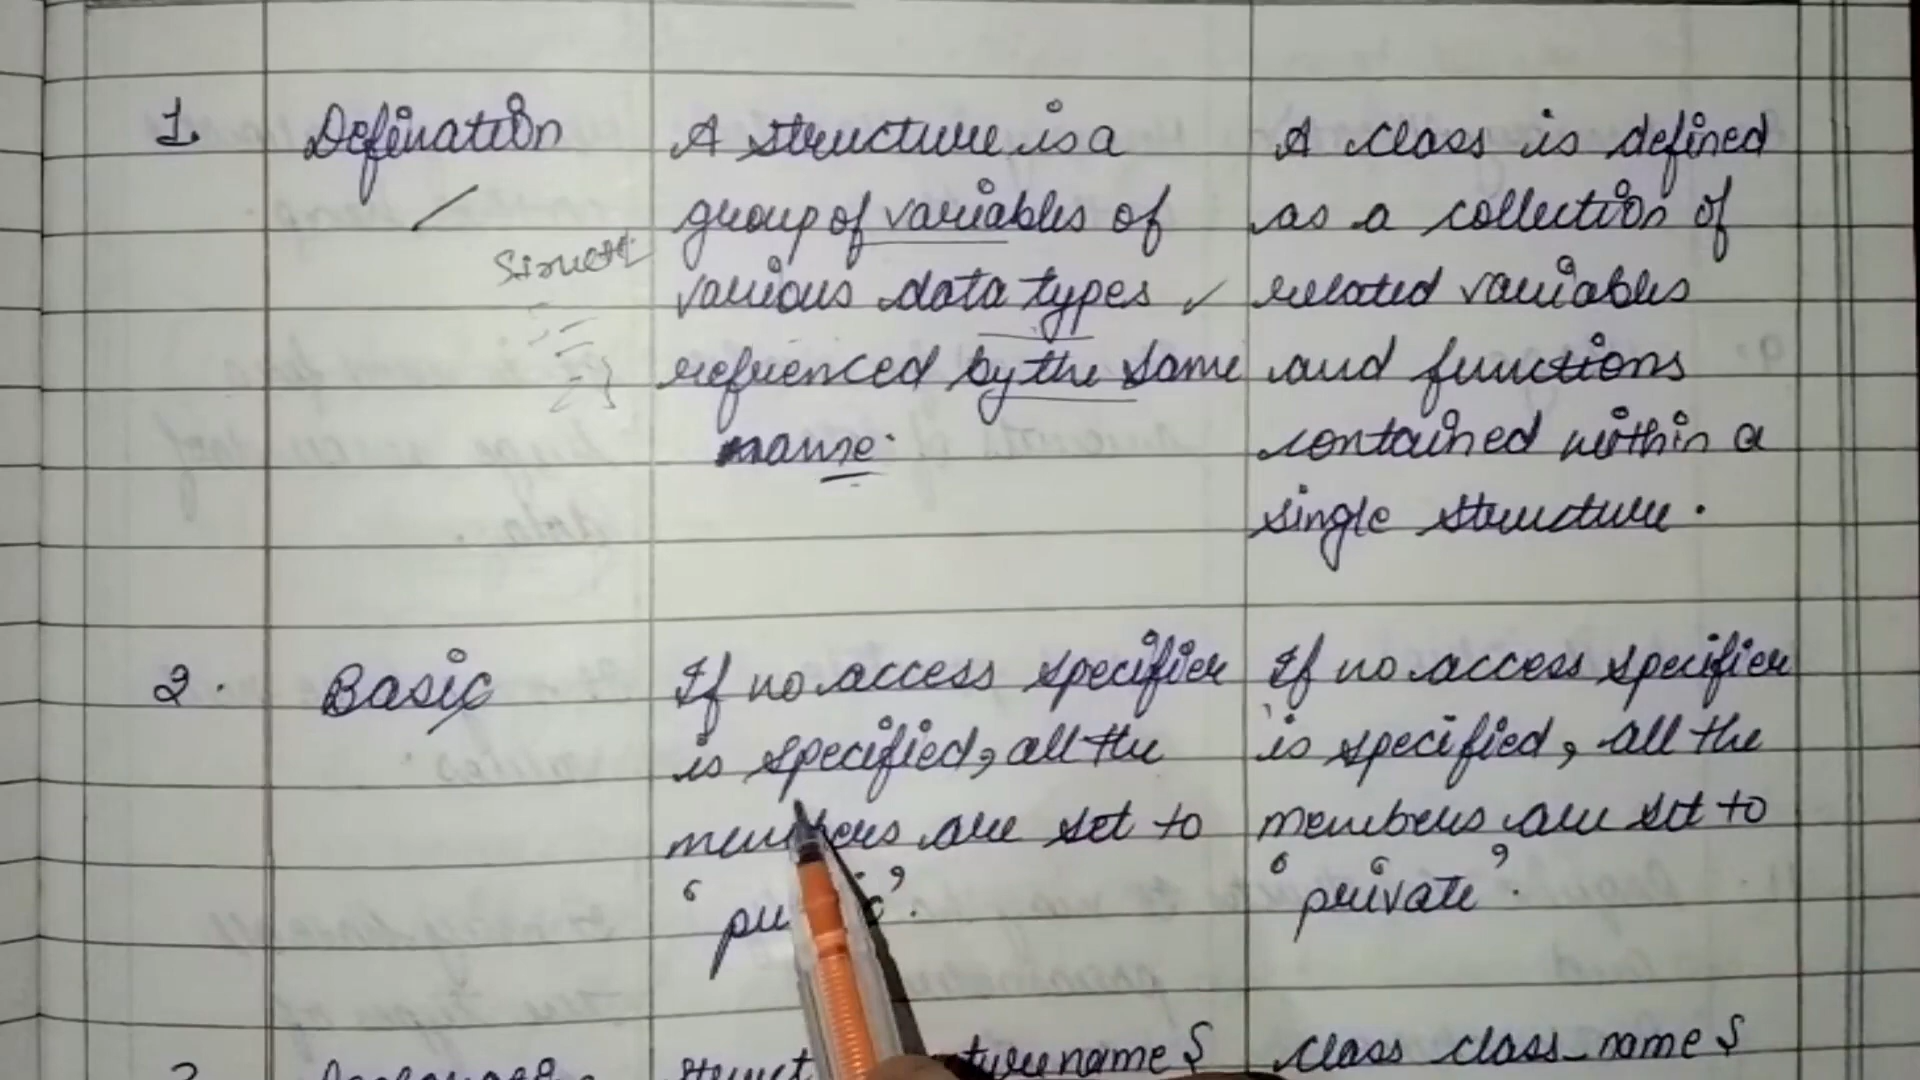 1. Defination
A structure is a
group of variables of
various data types
referenced by the same
name.
A class is defined
as a collection of
related variables
and functions
contained within a
single structure.
2. Basic
If no access specifier
is specified, all the
members are set to
If no access specifier
is specified, all the
members are set to
'private'.
struct
class class_name {